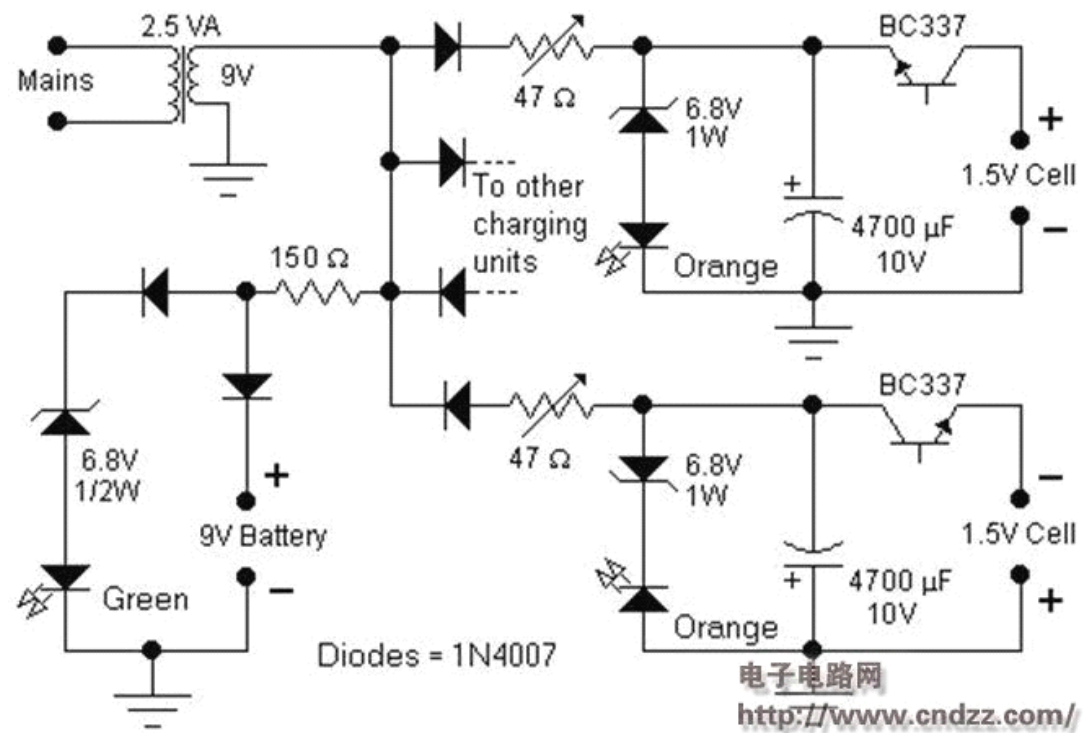 2.5 VA
BC337
Mains
9V
47 Ω
6.8V
1W
+
1.5V Cell
−
To other
charging
units
+
4700 µF
10V
Orange
150 Ω
BC337
6.8V
1/2W
+
9V Battery
−
47 Ω
6.8V
1W
−
1.5V Cell
+
4700 µF
10V
+
Green
Orange
Diodes = 1N4007
电子电路网
http://www.cndzz.com/